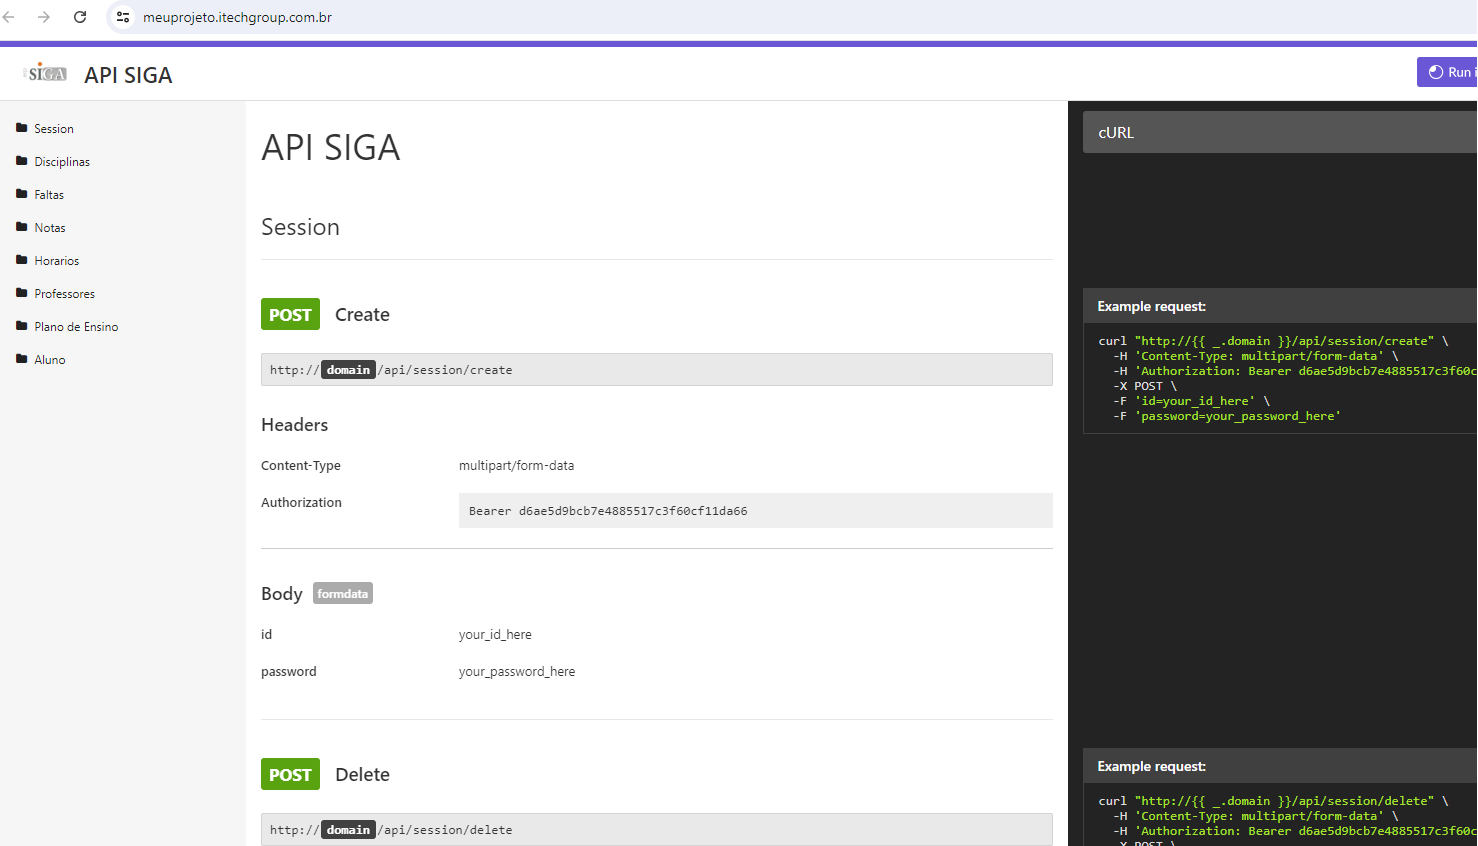 meuprojeto.itechgroup.com.br
SIGA API SIGA
Run i
Session
Disciplinas
Faltas
Notas
Horarios
Professores
Plano de Ensino
Aluno
API SIGA
Session
POST Create
http:// domain /api/session/create
Headers
Content-Type multipart/form-data
Authorization Bearer d6ae5d9bcb7e4885517c3f60cf11da66
Body formdata
id your_id_here
password your_password_here
POST Delete
http:// domain /api/session/delete
cURL
Example request:
curl "http://{{ _.domain }}/api/session/create" \
-H 'Content-Type: multipart/form-data' \
-H 'Authorization: Bearer d6ae5d9bcb7e4885517c3f60c
-X POST \
-F 'id=your_id_here' \
-F 'password=your_password_here'
Example request:
curl "http://{{ _.domain }}/api/session/delete" \
-H 'Content-Type: multipart/form-data' \
-H 'Authorization: Bearer d6ae5d9bcb7e4885517c3f60c
-X POST \